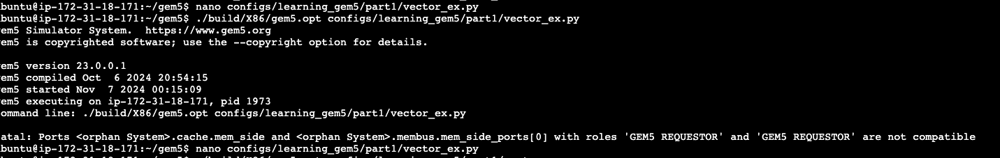 buntu@ip-172-31-18-171:~/gem5$ nano configs/learning_gem5/part1/vector_ex.py
buntu@ip-172-31-18-171:~/gem5$ ./build/X86/gem5.opt configs/learning_gem5/part1/vector_ex.py
em5 Simulator System.  https://www.gem5.org
em5 is copyrighted software; use the --copyright option for details.
em5 version 23.0.0.1
em5 compiled Oct  6 2024 20:54:15
em5 started Nov  7 2024 00:15:09
em5 executing on ip-172-31-18-171, pid 1973
ommand line: ./build/X86/gem5.opt configs/learning_gem5/part1/vector_ex.py
atal: Ports <orphan System>.cache.mem_side and <orphan System>.membus.mem_side_ports[0] with roles 'GEM5 REQUESTOR' and 'GEM5 REQUESTOR' are not compatible
buntu@ip-172-31-18-171:~/gem5$ nano configs/learning_gem5/part1/vector_ex.py